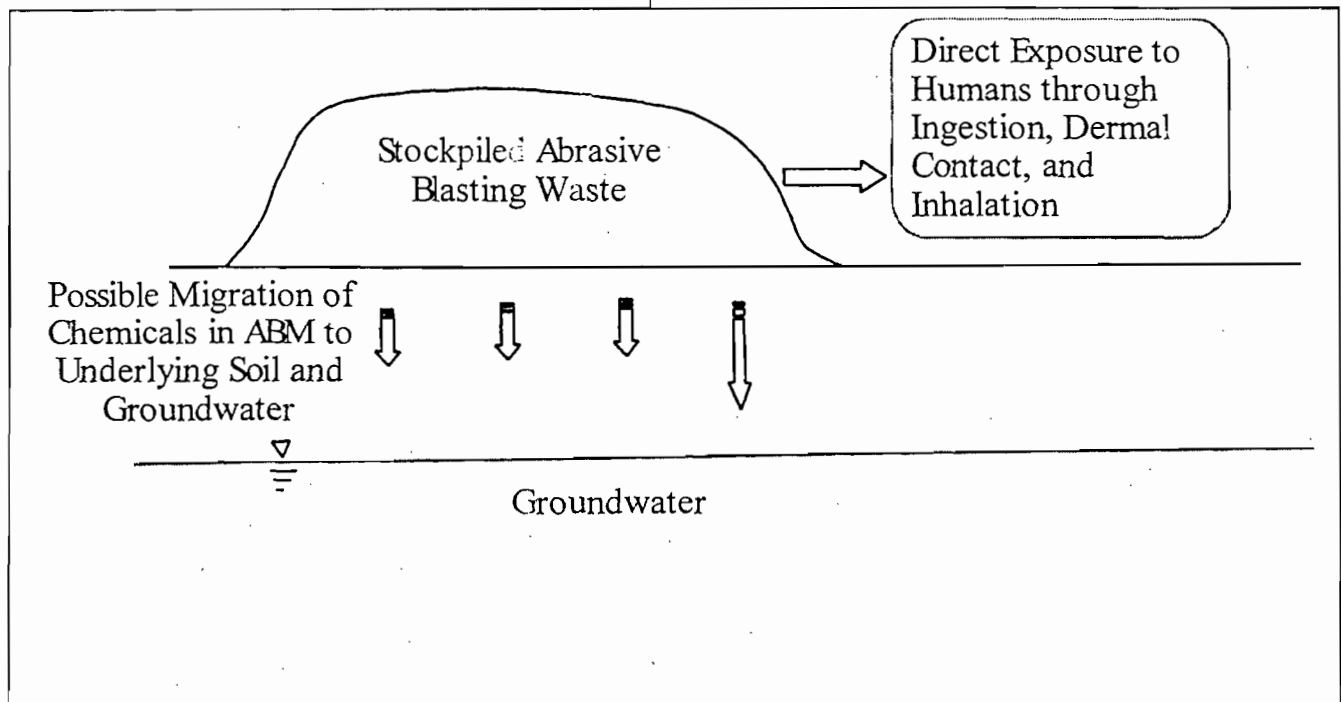 Direct Exposure to
Humans through
Ingestion, Dermal
Contact, and
Inhalation
Stockpiled Abrasive
Blasting Waste
Possible Migration of
Chemicals in ABM to
Underlying Soil and
Groundwater
Groundwater